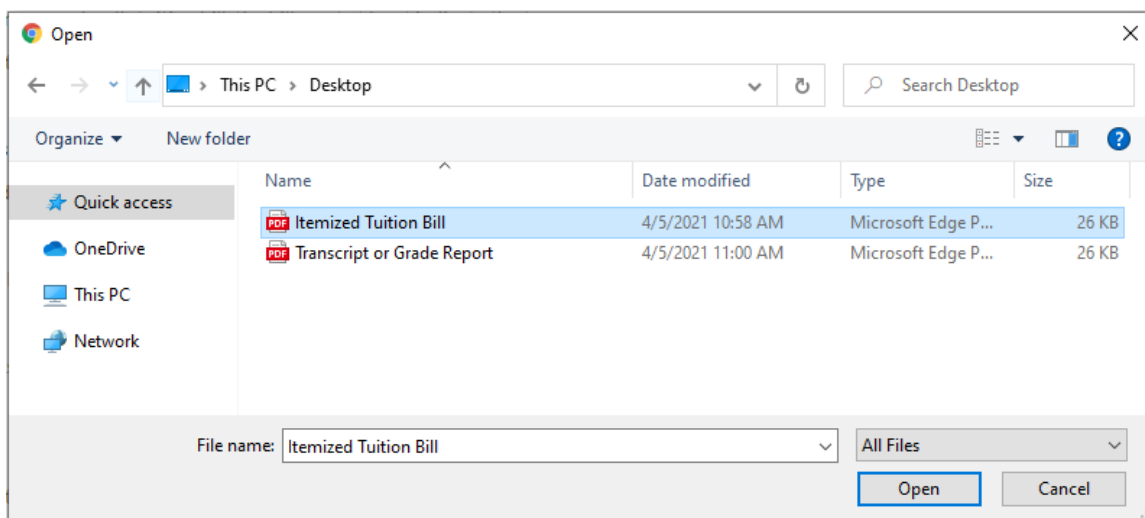 Open
This PC > Desktop
Search Desktop
Organize
New folder
Name Date modified Type Size
Quick access
OneDrive
This PC
Network
PDF Itemized Tuition Bill 4/5/2021 10:58 AM Microsoft Edge P... 26 KB
PDF Transcript or Grade Report 4/5/2021 11:00 AM Microsoft Edge P... 26 KB
File name: Itemized Tuition Bill All Files
Open Cancel